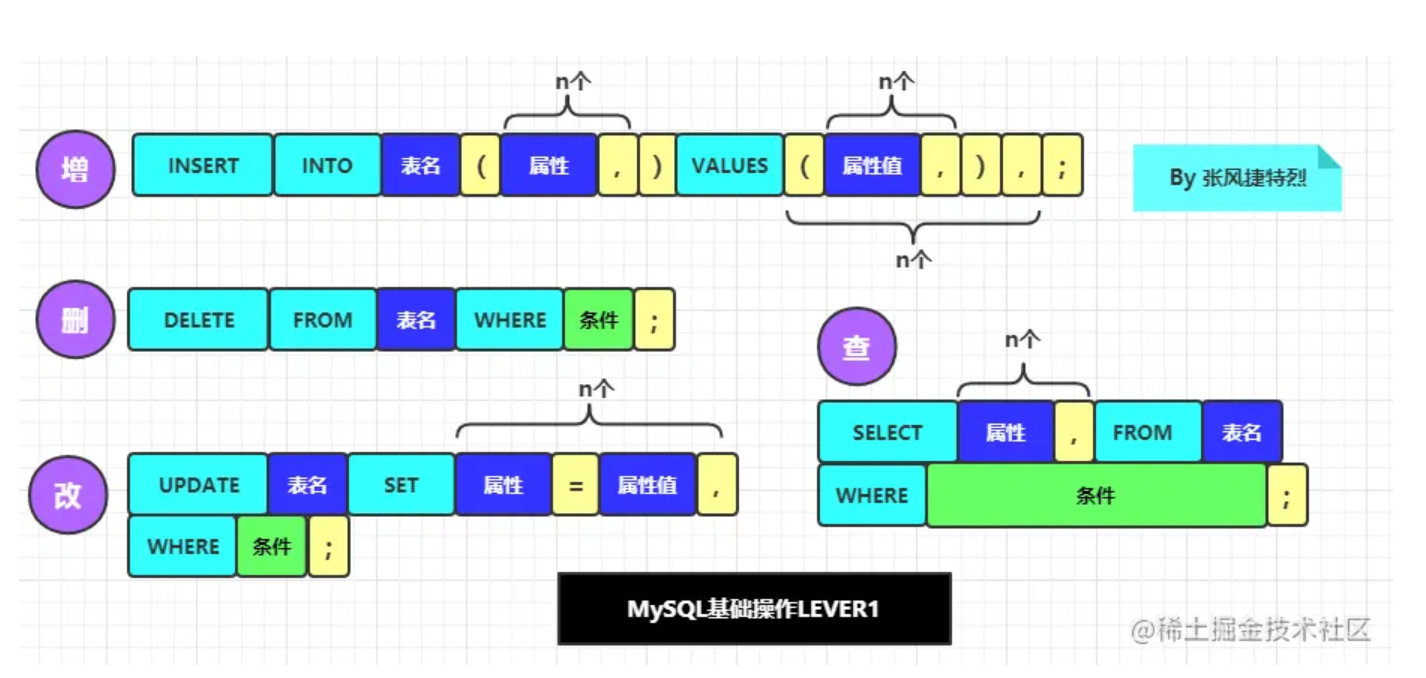 n个 n个
增 INSERT INTO 表名 ( 属性 , ) VALUES ( 属性值 , ) , ;
By 张风捷特烈
n个
删 DELETE FROM 表名 WHERE 条件 ;
n个
改 UPDATE 表名 SET 属性 = 属性值 ,
WHERE 条件 ;
查
n个
SELECT 属性 , FROM 表名
WHERE 条件 ;
MySQL基础操作LEVER1
@稀土掘金技术社区